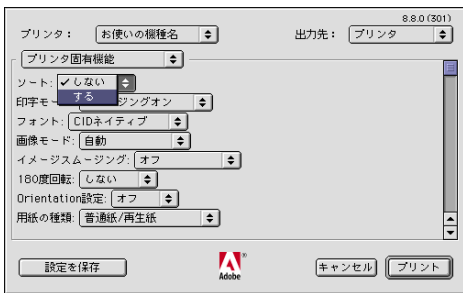 8.8.0 (301)
プリンタ： お使いの機種名 出力先： プリンタ
プリンタ固有機能
ソート： ✓しない
する
印字モー ージングオン
フォント： CIDネイティブ
画像モード： 自動
イメージスムージング： オフ
180度回転： しない
Orientation設定： オフ
用紙の種類： 普通紙/再生紙
設定を保存 Adobe キャンセル プリント